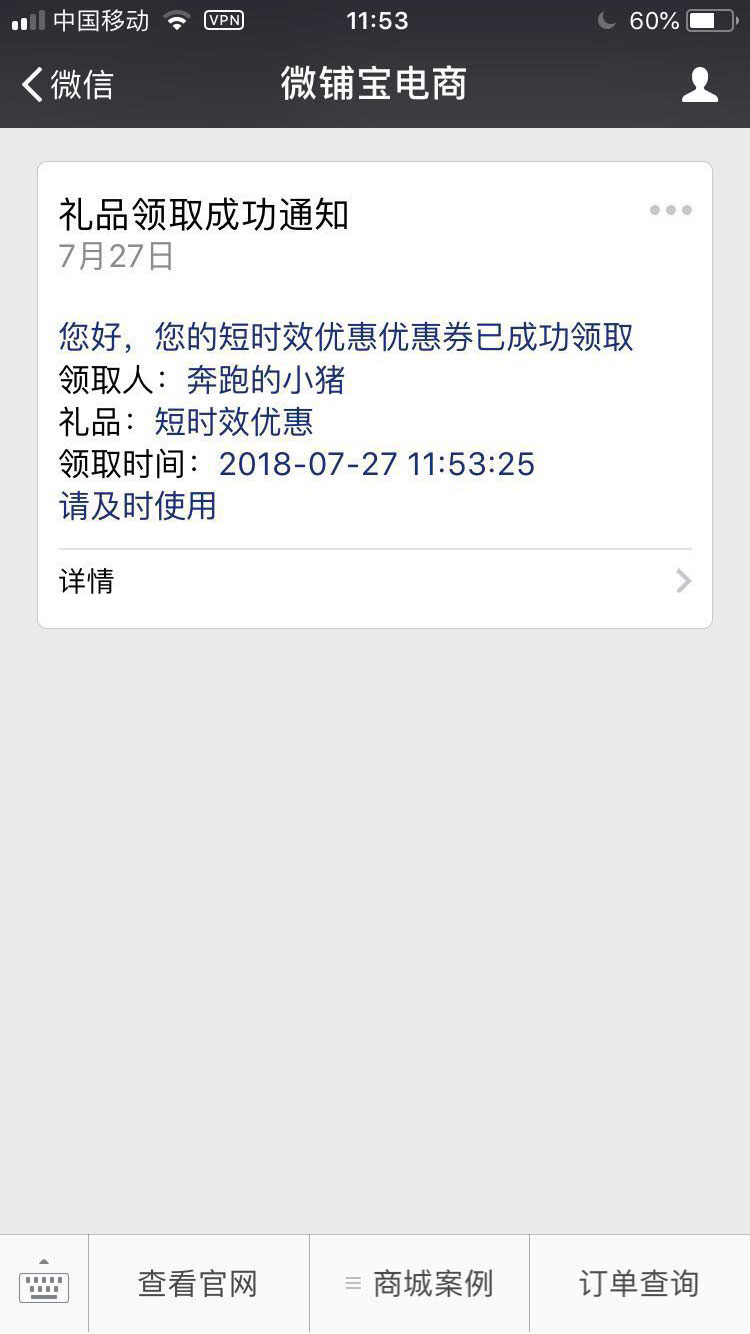 中国移动 VPN 11:53 60%
微信 微铺宝电商
礼品领取成功通知
7月27日
您好，您的短时效优惠优惠券已成功领取
领取人：奔跑的小猪
礼品：短时效优惠
领取时间：2018-07-27 11:53:25
请及时使用
详情
查看官网 商城案例 订单查询